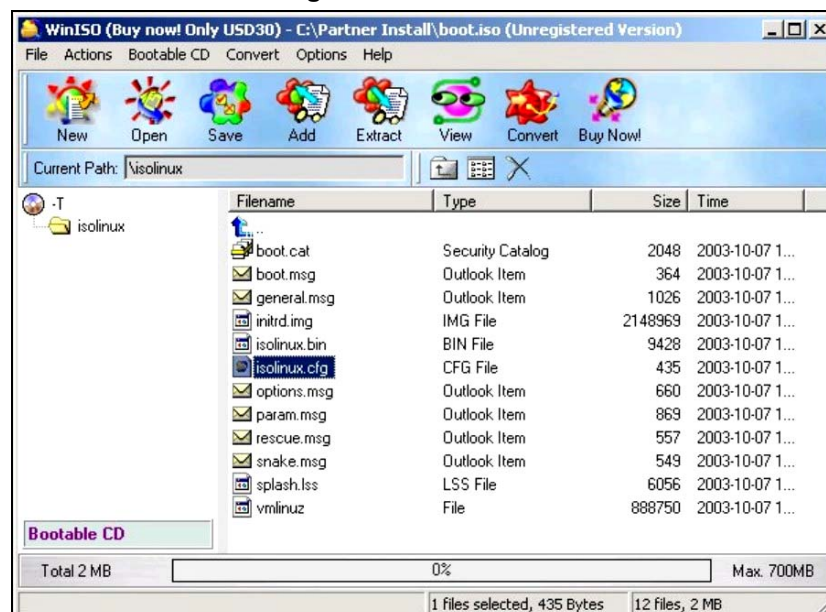 WinISO (Buy now! Only USD30) - C:\Partner Install\boot.iso (Unregistered Version)
File Actions Bootable CD Convert Options Help
New Open Save Add Extract View Convert Buy Now!
Current Path: \isolinux
-T
isolinux
Filename Type Size Time
..
boot.cat Security Catalog 2048 2003-10-07 1...
boot.msg Outlook Item 364 2003-10-07 1...
general.msg Outlook Item 1026 2003-10-07 1...
initrd.img IMG File 2148969 2003-10-07 1...
isolinux.bin BIN File 9428 2003-10-07 1...
isolinux.cfg CFG File 435 2003-10-07 1...
options.msg Outlook Item 660 2003-10-07 1...
param.msg Outlook Item 869 2003-10-07 1...
rescue.msg Outlook Item 557 2003-10-07 1...
snake.msg Outlook Item 549 2003-10-07 1...
splash.lss LSS File 6056 2003-10-07 1...
vmlinuz File 888750 2003-10-07 1...
Bootable CD
Total 2 MB 0% Max. 700MB
1 files selected, 435 Bytes 12 files, 2 MB